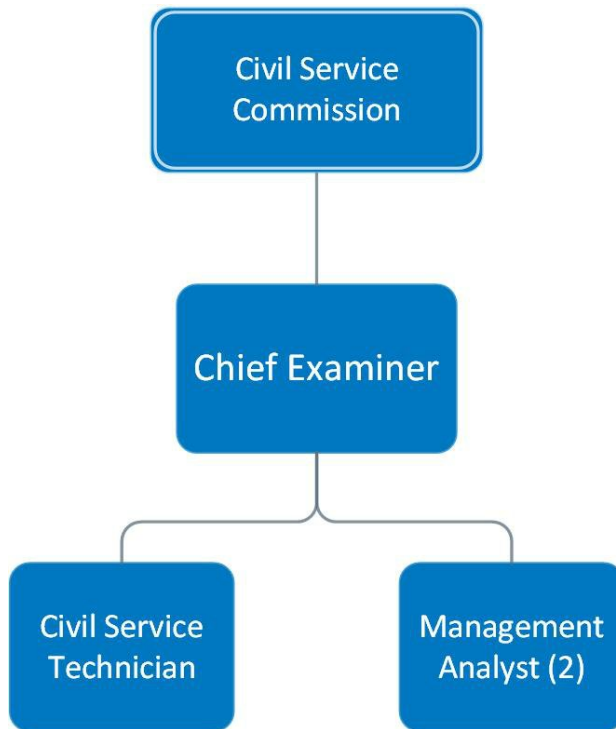 Civil Service
Commission
Chief Examiner
Civil Service
Technician
Management
Analyst (2)